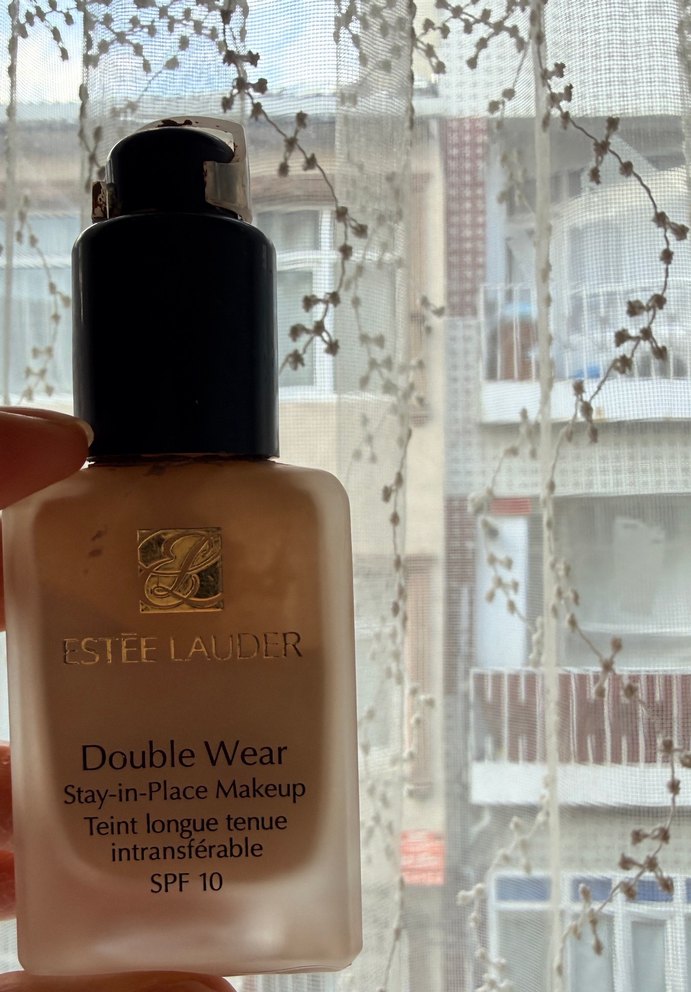 ESTĒE LAUDER
Double Wear
Stay-in-Place Makeup
Teint longue tenue
intransférable
SPF 10